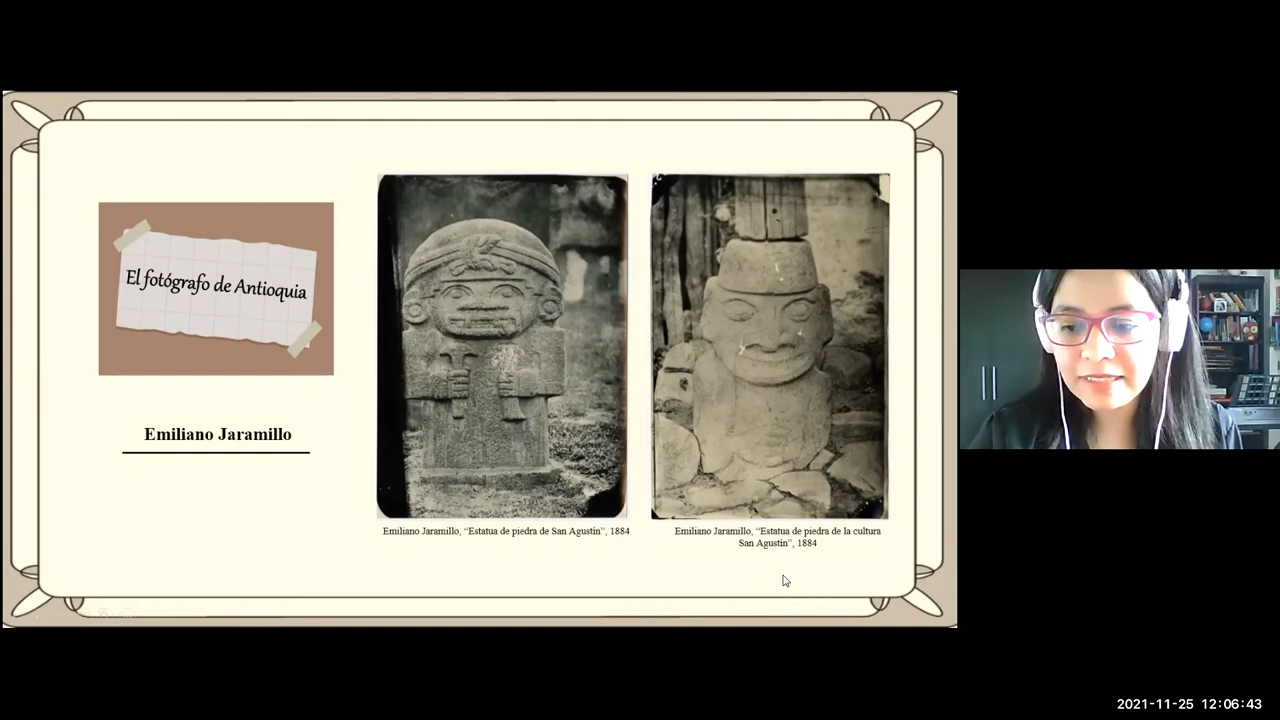 El fotógrafo de Antioquia
Emiliano Jaramillo
Emiliano Jaramillo, “Estatua de piedra de San Agustín”, 1884
Emiliano Jaramillo, “Estatua de piedra de la cultura
San Agustín”, 1884
2021-11-25 12:06:43